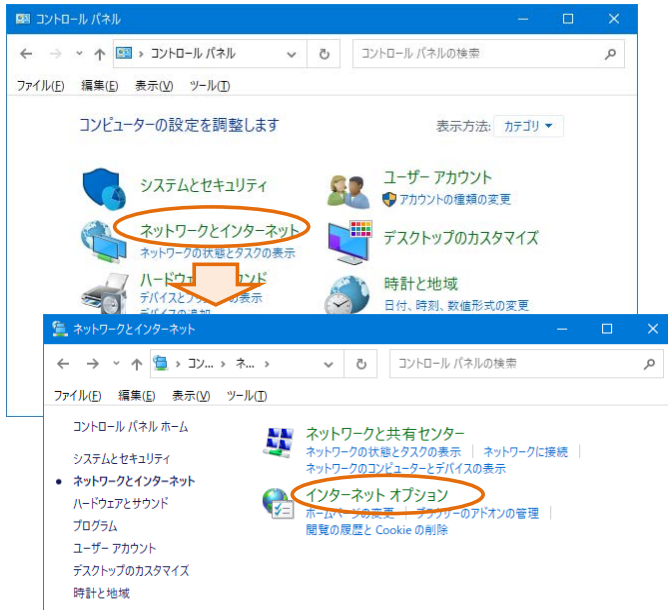 コントロール パネル
コントロール パネル
コントロール パネルの検索
ファイル(F) 編集(E) 表示(V) ツール(T)
コンピューターの設定を調整します
表示方法: カテゴリ
システムとセキュリティ
ユーザー アカウント
アカウントの種類の変更
ネットワークとインターネット
ネットワークの状態とタスクの表示
デスクトップのカスタマイズ
デバイスの追加
時計と地域
日付、時刻、数値形式の変更
ネットワークとインターネット
コン... ネ...
コントロール パネルの検索
ファイル(F) 編集(E) 表示(V) ツール(T)
コントロール パネル ホーム
システムとセキュリティ
ネットワークとインターネット
ハードウェアとサウンド
プログラム
ユーザー アカウント
デスクトップのカスタマイズ
時計と地域
ネットワークと共有センター
ネットワークの状態とタスクの表示 ネットワークに接続
ネットワークのコンピューターとデバイスの表示
インターネット オプション
ホームページの変更 ブラウザーのアドオンの管理
閲覧の履歴と Cookie の削除